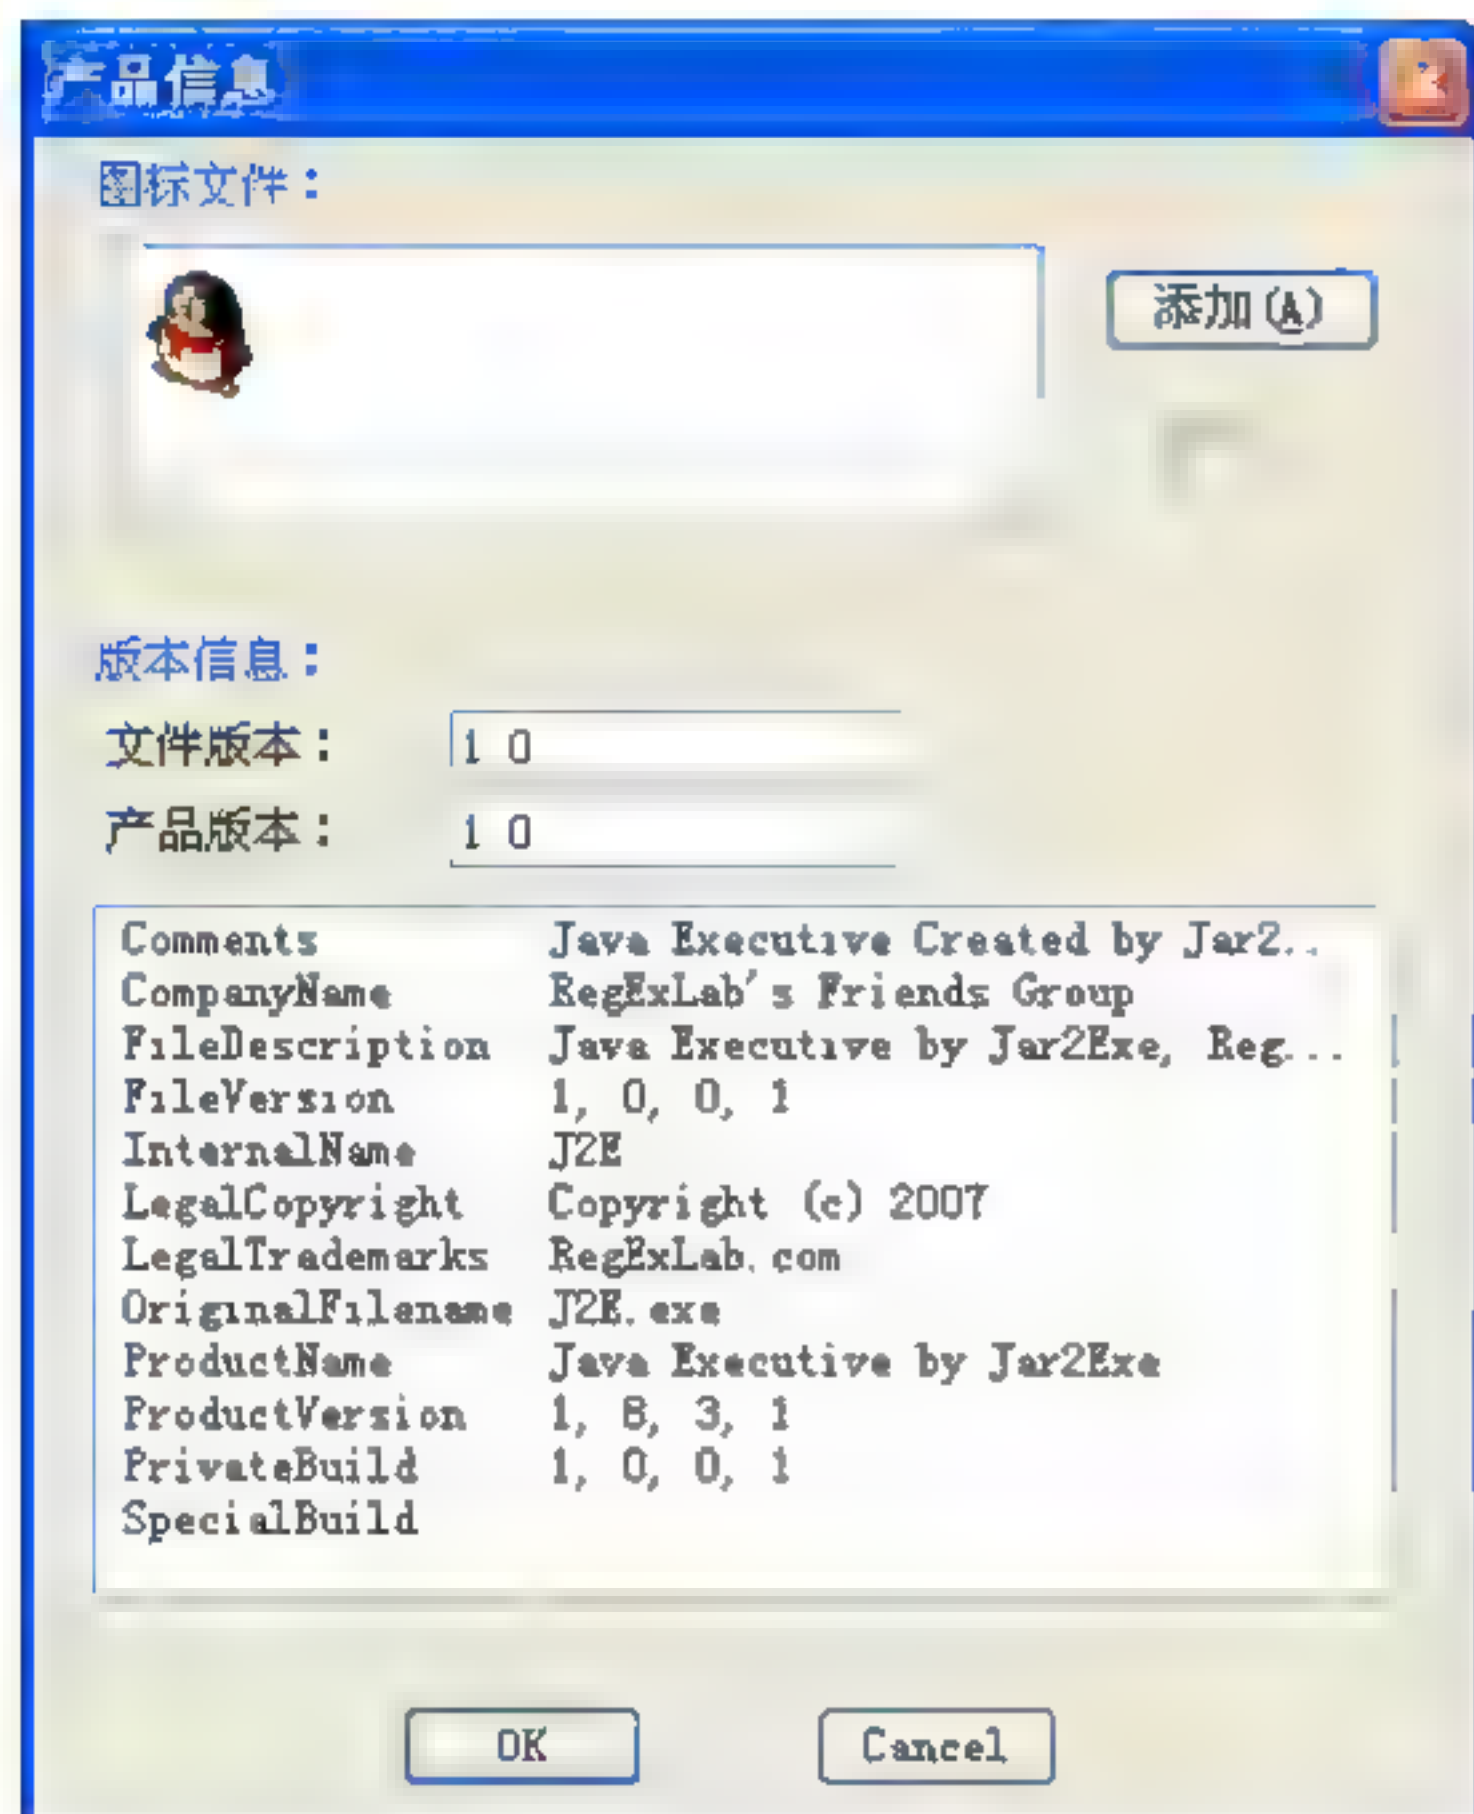 产品信息
图标文件：
添加(A)
版本信息：
文件版本： 1 0
产品版本： 1 0
Comments Java Executive Created by Jar2..
CompanyName RegExLab's Friends Group
FileDescription Java Executive by Jar2Exe, Reg...
FileVersion 1, 0, 0, 1
InternalName J2E
LegalCopyright Copyright (c) 2007
LegalTrademarks RegExLab.com
OriginalFilename J2E.exe
ProductName Java Executive by Jar2Exe
ProductVersion 1, 8, 3, 1
PrivateBuild 1, 0, 0, 1
SpecialBuild
OK Cancel